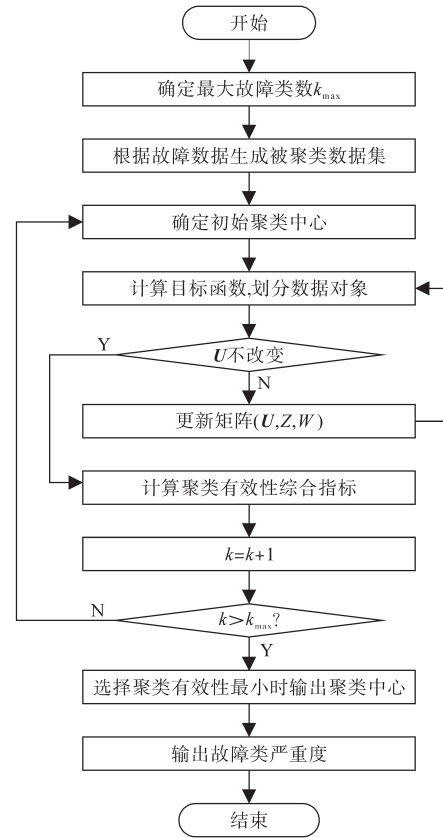 开始
确定最大故障类数kmax
根据故障数据生成被聚类数据集
确定初始聚类中心
计算目标函数,划分数据对象
Y
U不改变
N
更新矩阵(U,Z,W)
计算聚类有效性综合指标
k=k+1
N
k>kmax?
Y
选择聚类有效性最小时输出聚类中心
输出故障类严重度
结束